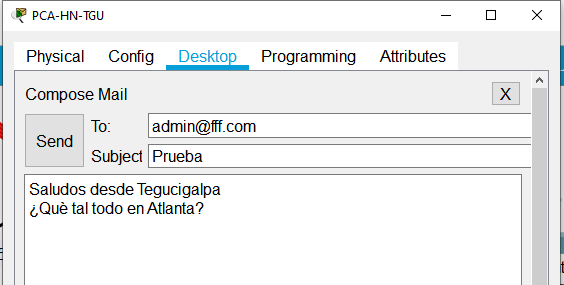 PCA-HN-TGU
Physical Config Desktop Programming Attributes
Compose Mail X
Send
To: admin@fff.com
Subject Prueba
Saludos desde Tegucigalpa
¿Què tal todo en Atlanta?